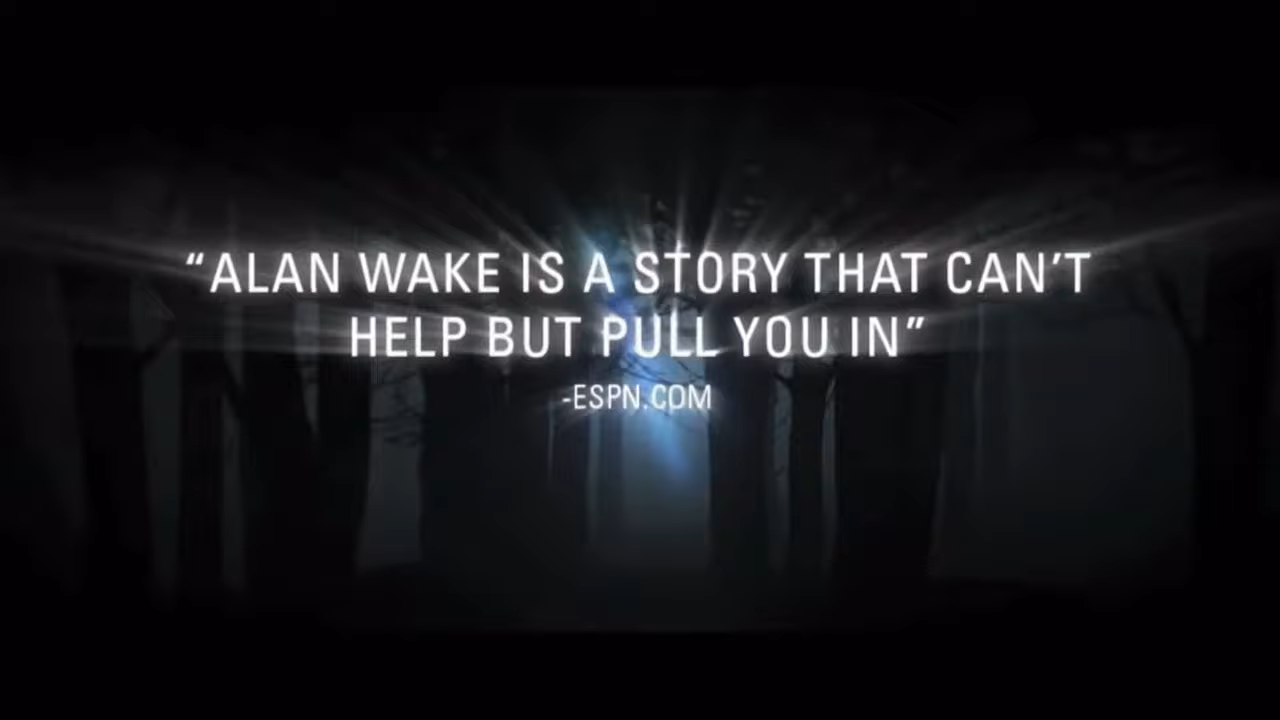 “ALAN WAKE IS A STORY THAT CAN’T
HELP BUT PULL YOU IN”
-ESPN.COM